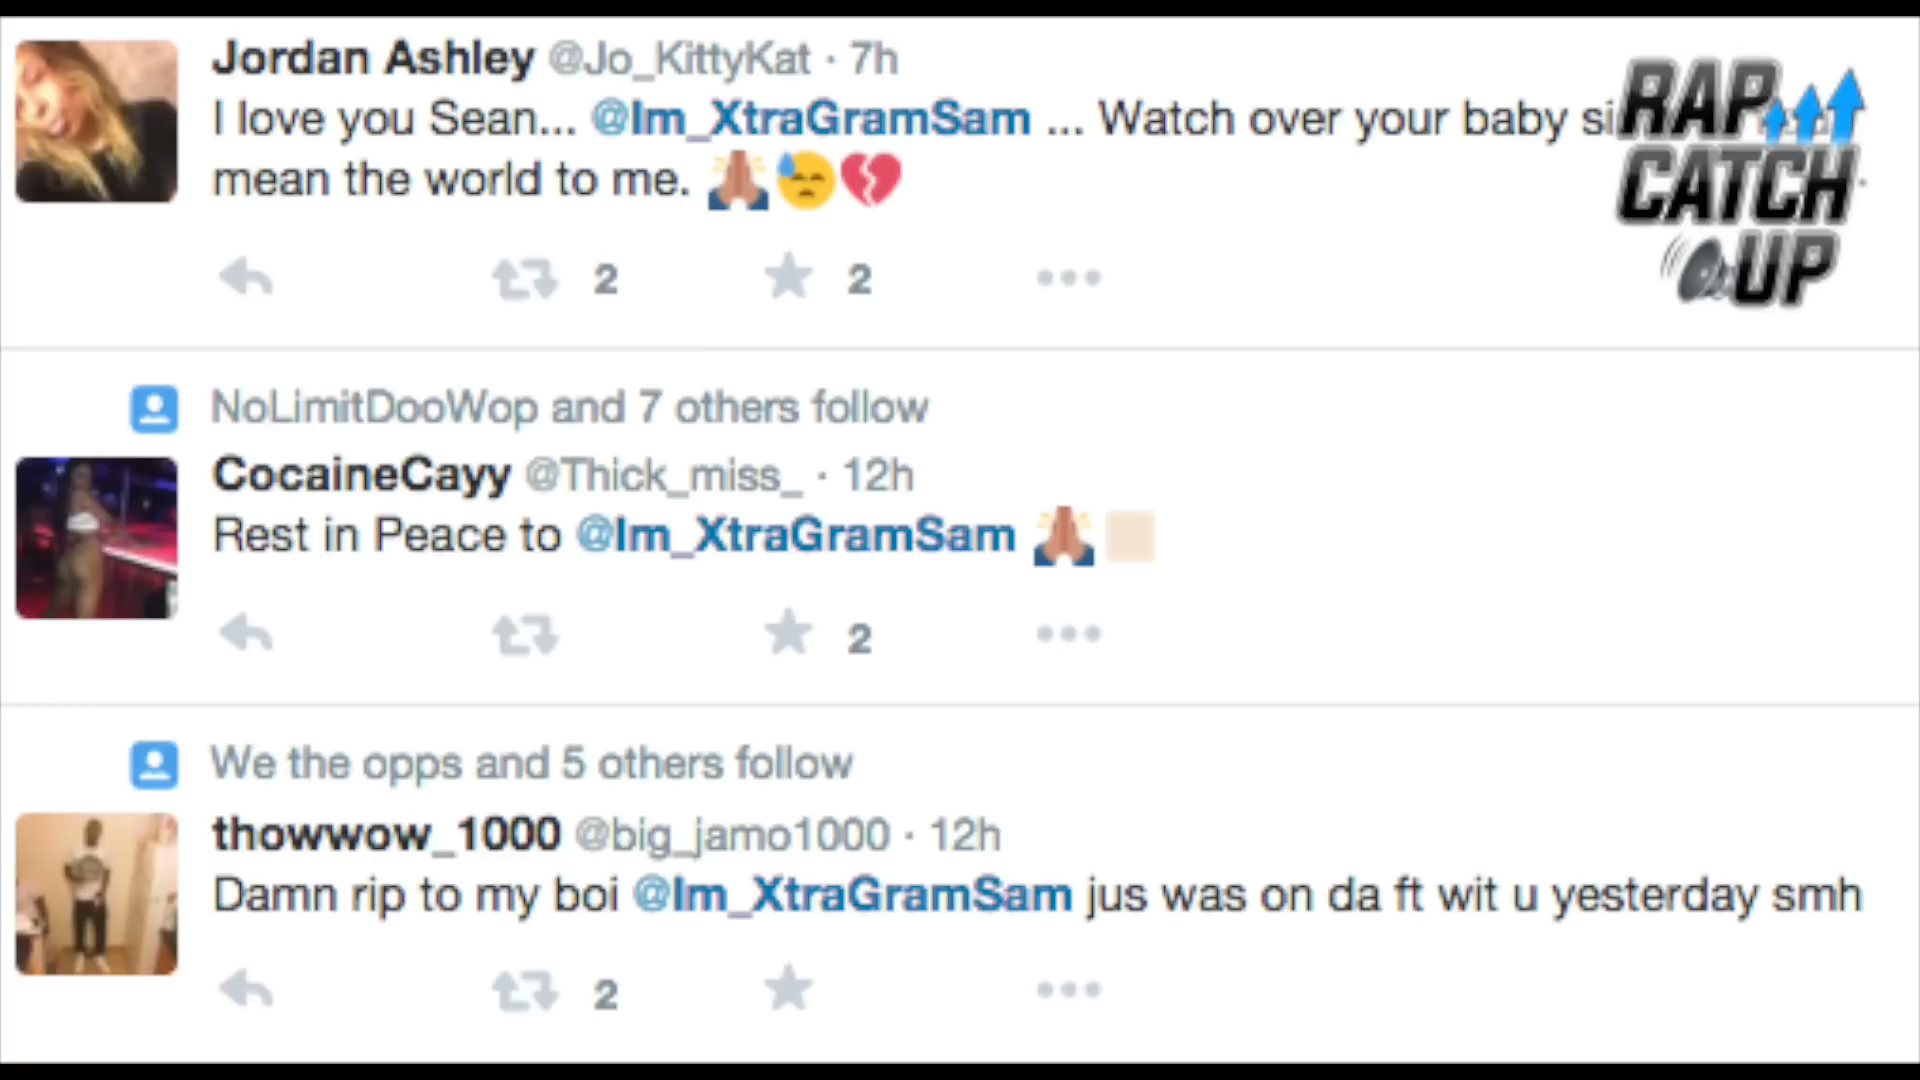 Jordan Ashley @Jo_KittyKat · 7h
I love you Sean... @Im_XtraGramSam ... Watch over your baby
mean the world to me. 🙏😓💔
2 2
RAP
CATCH
UP
NoLimitDooWop and 7 others follow
CocaineCayy @Thick_miss_ · 12h
Rest in Peace to @Im_XtraGramSam 🙏
2
We the opps and 5 others follow
thowwow_1000 @big_jamo1000 · 12h
Damn rip to my boi @Im_XtraGramSam jus was on da ft wit u yesterday smh
2